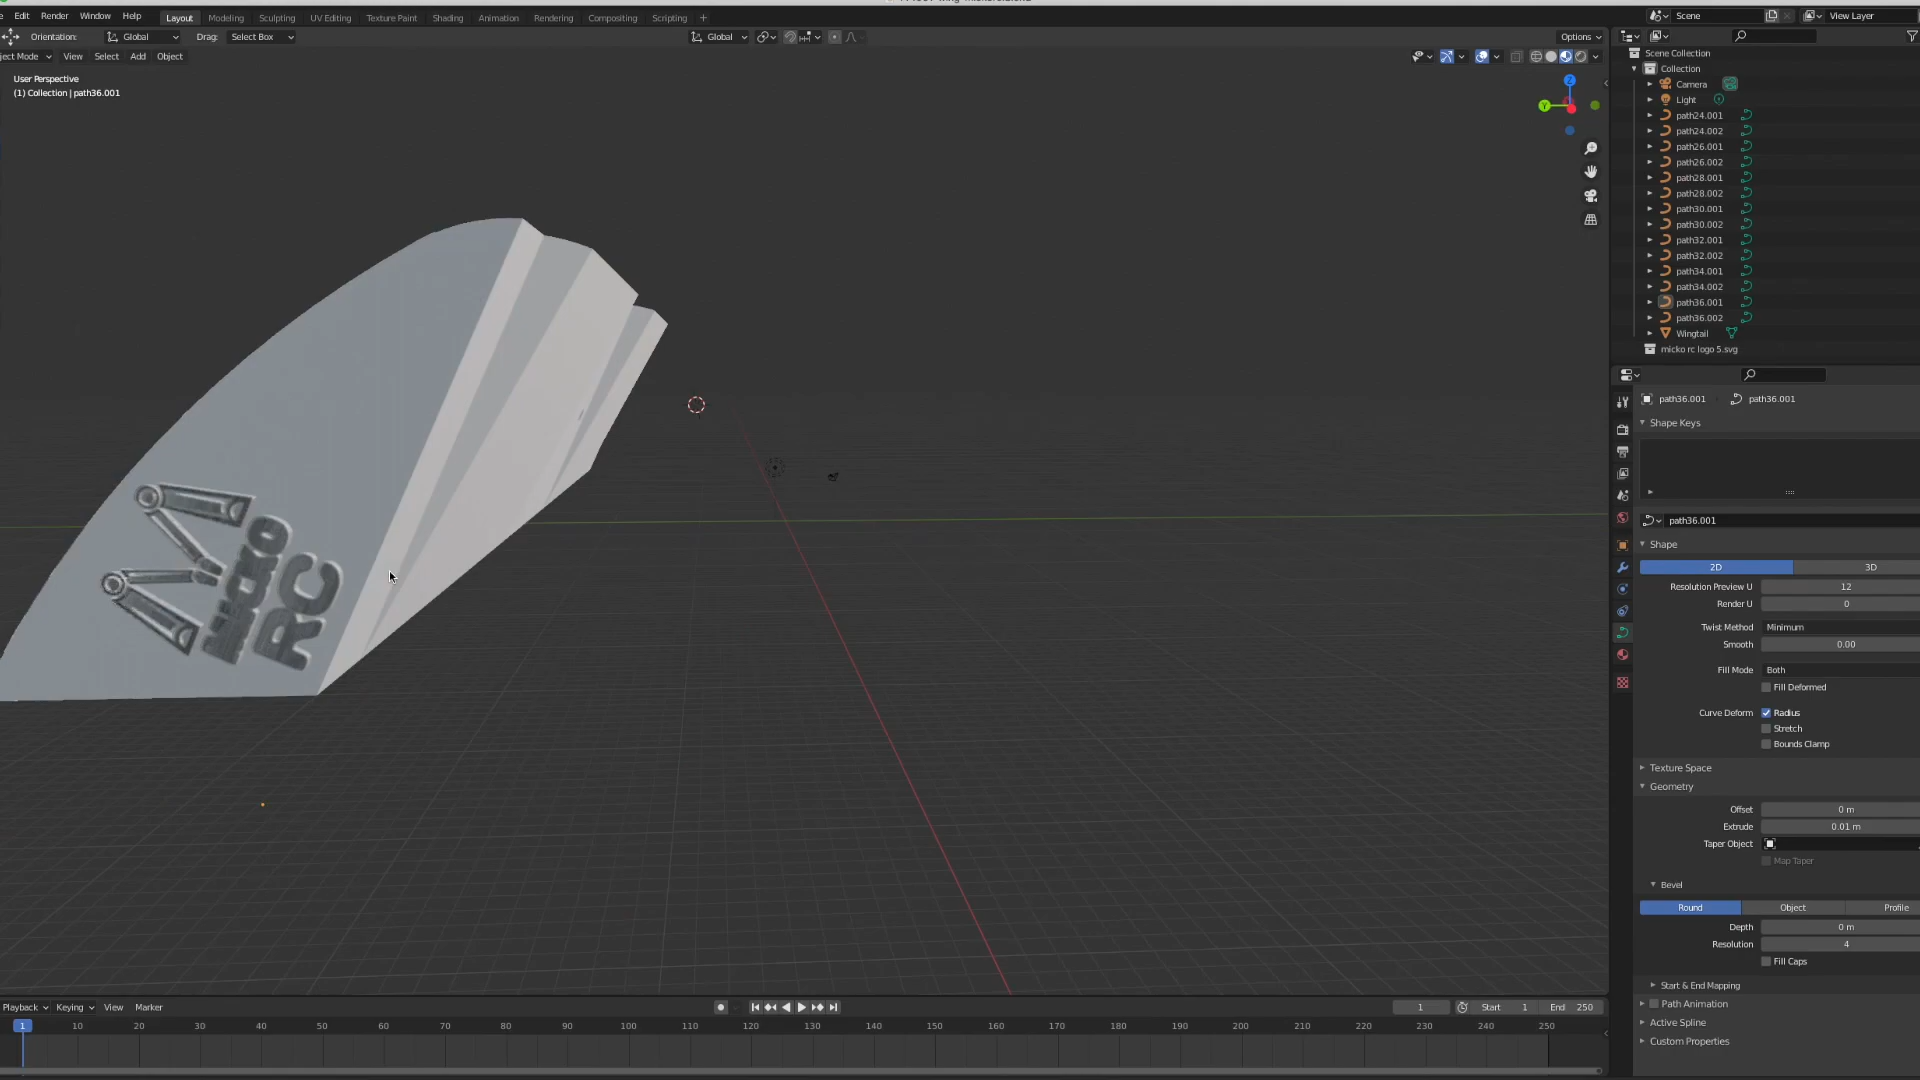 Edit Render Window Help Layout Modeling Sculpting UV Editing Texture Paint Shading Animation Rendering Compositing Scripting + Scene View Layer
Orientation: Global Drag: Select Box Global Options
View Select Add Object
User Perspective
(1) Collection | path36.001
Z
Y
Micko
RC
Scene Collection
Collection
Camera
Light
path24.001
path24.002
path26.001
path26.002
path28.001
path28.002
path30.001
path30.002
path32.001
path32.002
path34.001
path34.002
path36.001
path36.002
Wingtail
micko rc logo 5.svg
path36.001 path36.001
Shape Keys
path36.001
Shape
2D 3D
Resolution Preview U 12
Render U 0
Twist Method Minimum
Smooth 0.00
Fill Mode Both
Fill Deformed
Curve Deform Radius
Stretch
Bounds Clamp
Texture Space
Geometry
Offset 0 m
Extrude 0.01 m
Taper Object
Map Taper
Bevel
Round Object Profile
Depth 0 m
Resolution 4
Fill Caps
Start & End Mapping
Path Animation
Active Spline
Custom Properties
Playback Keying View Marker 1 Start 1 End 250
1 10 20 30 40 50 60 70 80 90 100 110 120 130 140 150 160 170 180 190 200 210 220 230 240 250